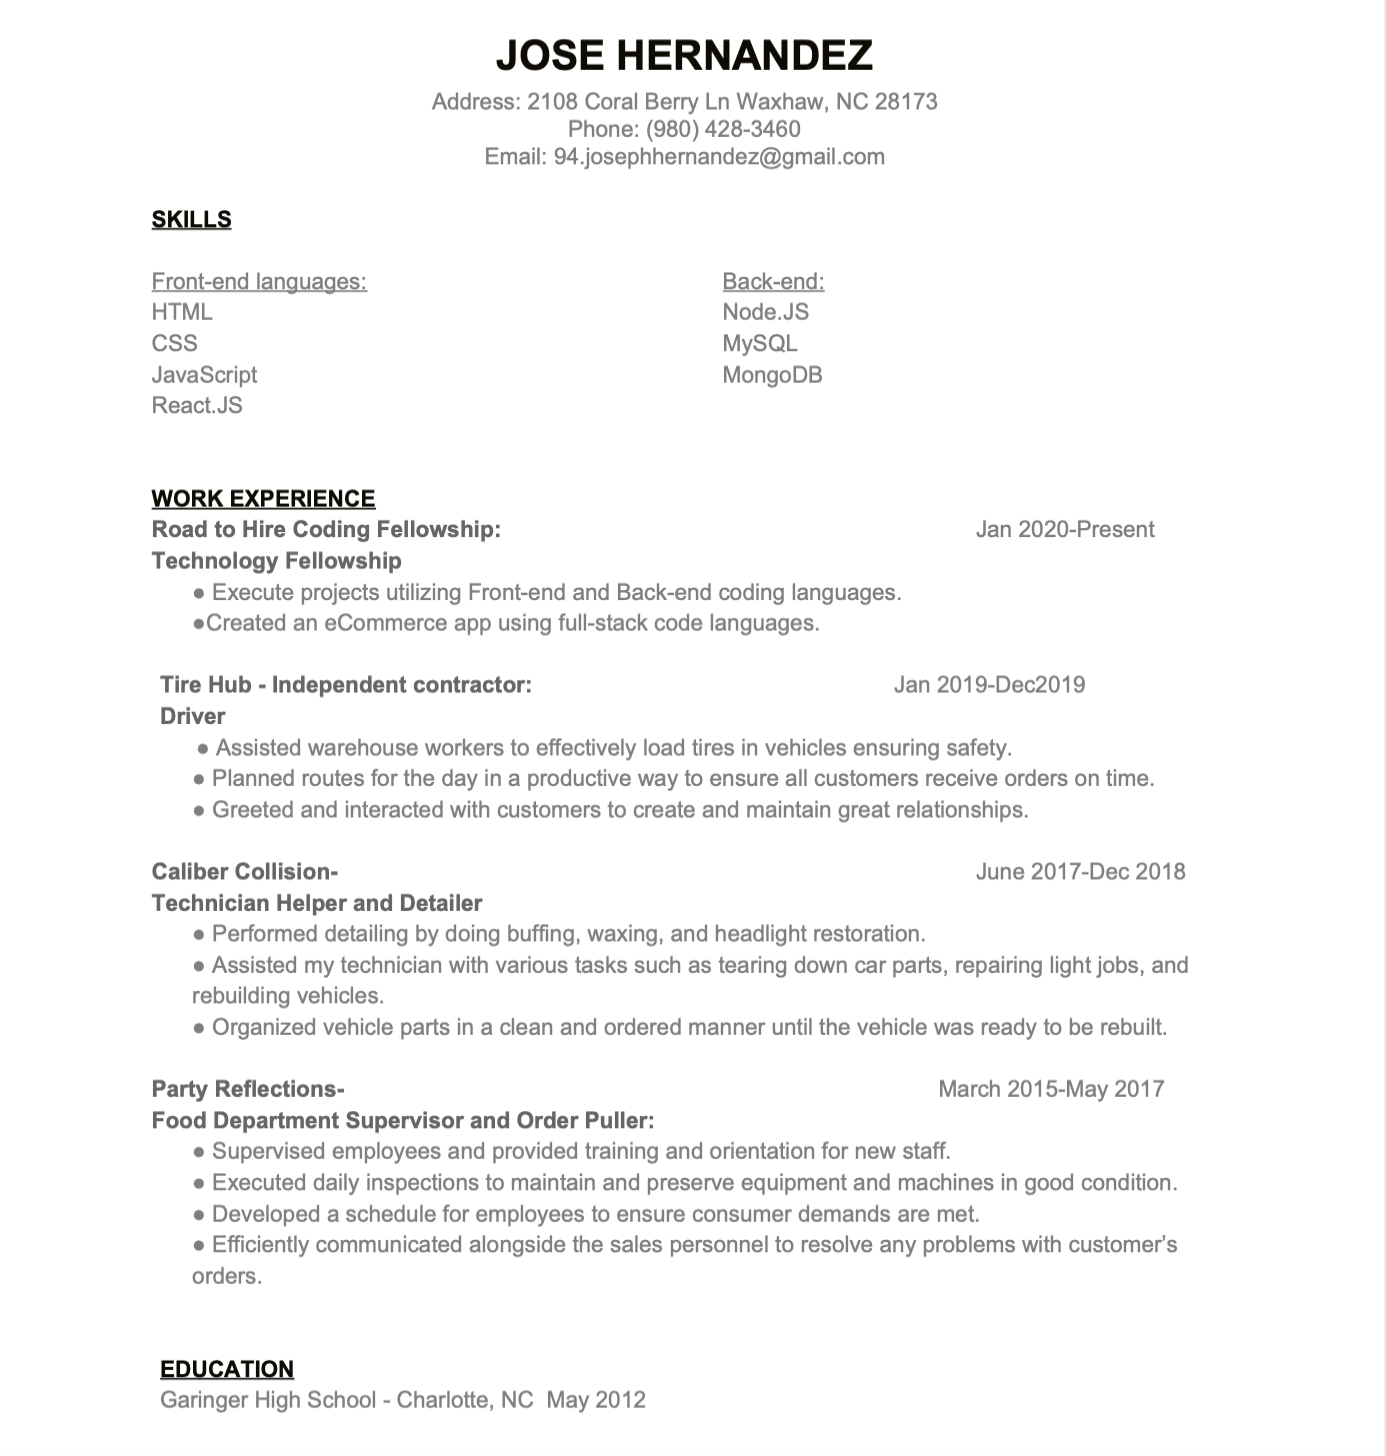 JOSE HERNANDEZ
Address: 2108 Coral Berry Ln Waxhaw, NC 28173
Phone: (980) 428-3460
Email: 94.josephhernandez@gmail.com
SKILLS
Front-end languages:
HTML
CSS
JavaScript
React.JS
Back-end:
Node.JS
MySQL
MongoDB
WORK EXPERIENCE
Road to Hire Coding Fellowship: Jan 2020-Present
Technology Fellowship
● Execute projects utilizing Front-end and Back-end coding languages.
●Created an eCommerce app using full-stack code languages.
Tire Hub - Independent contractor: Jan 2019-Dec2019
Driver
● Assisted warehouse workers to effectively load tires in vehicles ensuring safety.
● Planned routes for the day in a productive way to ensure all customers receive orders on time.
● Greeted and interacted with customers to create and maintain great relationships.
Caliber Collision- June 2017-Dec 2018
Technician Helper and Detailer
● Performed detailing by doing buffing, waxing, and headlight restoration.
● Assisted my technician with various tasks such as tearing down car parts, repairing light jobs, and
rebuilding vehicles.
● Organized vehicle parts in a clean and ordered manner until the vehicle was ready to be rebuilt.
Party Reflections- March 2015-May 2017
Food Department Supervisor and Order Puller:
● Supervised employees and provided training and orientation for new staff.
● Executed daily inspections to maintain and preserve equipment and machines in good condition.
● Developed a schedule for employees to ensure consumer demands are met.
● Efficiently communicated alongside the sales personnel to resolve any problems with customer’s
orders.
EDUCATION
Garinger High School - Charlotte, NC  May 2012